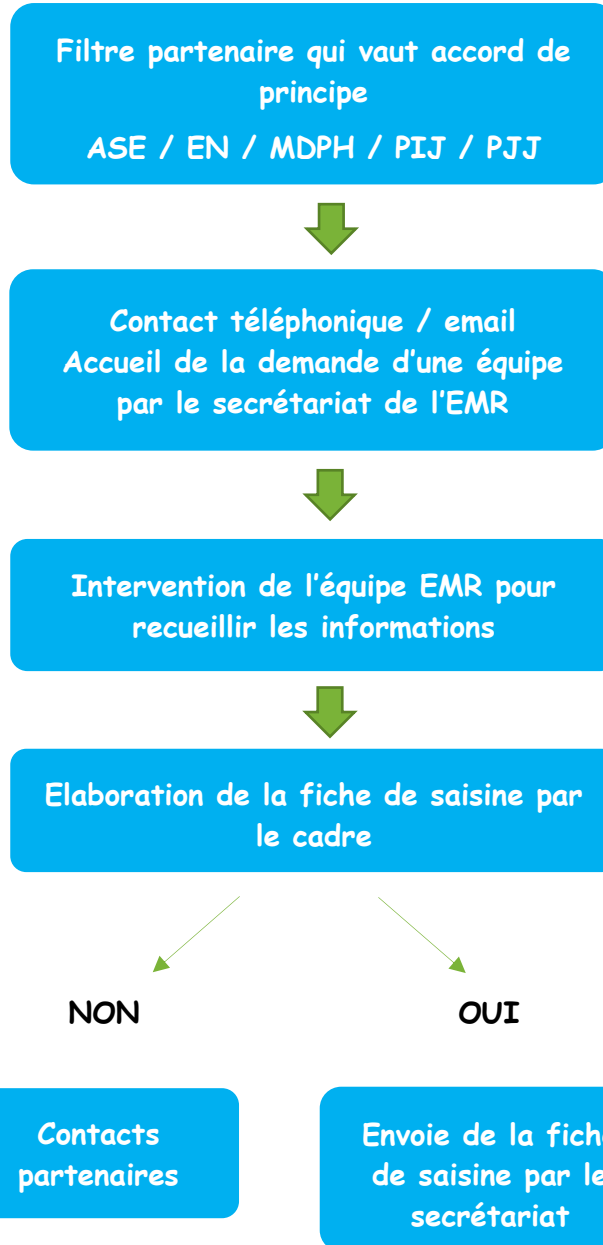 Filtre partenaire qui vaut accord de
principe
ASE / EN / MDPH / PIJ / PJJ
Contact téléphonique / email
Accueil de la demande d’une équipe
par le secrétariat de l’EMR
Intervention de l’équipe EMR pour
recueillir les informations
Elaboration de la fiche de saisine par
le cadre
NON
OUI
Contacts
partenaires
Envoie de la fiche
de saisine par le
secrétariat